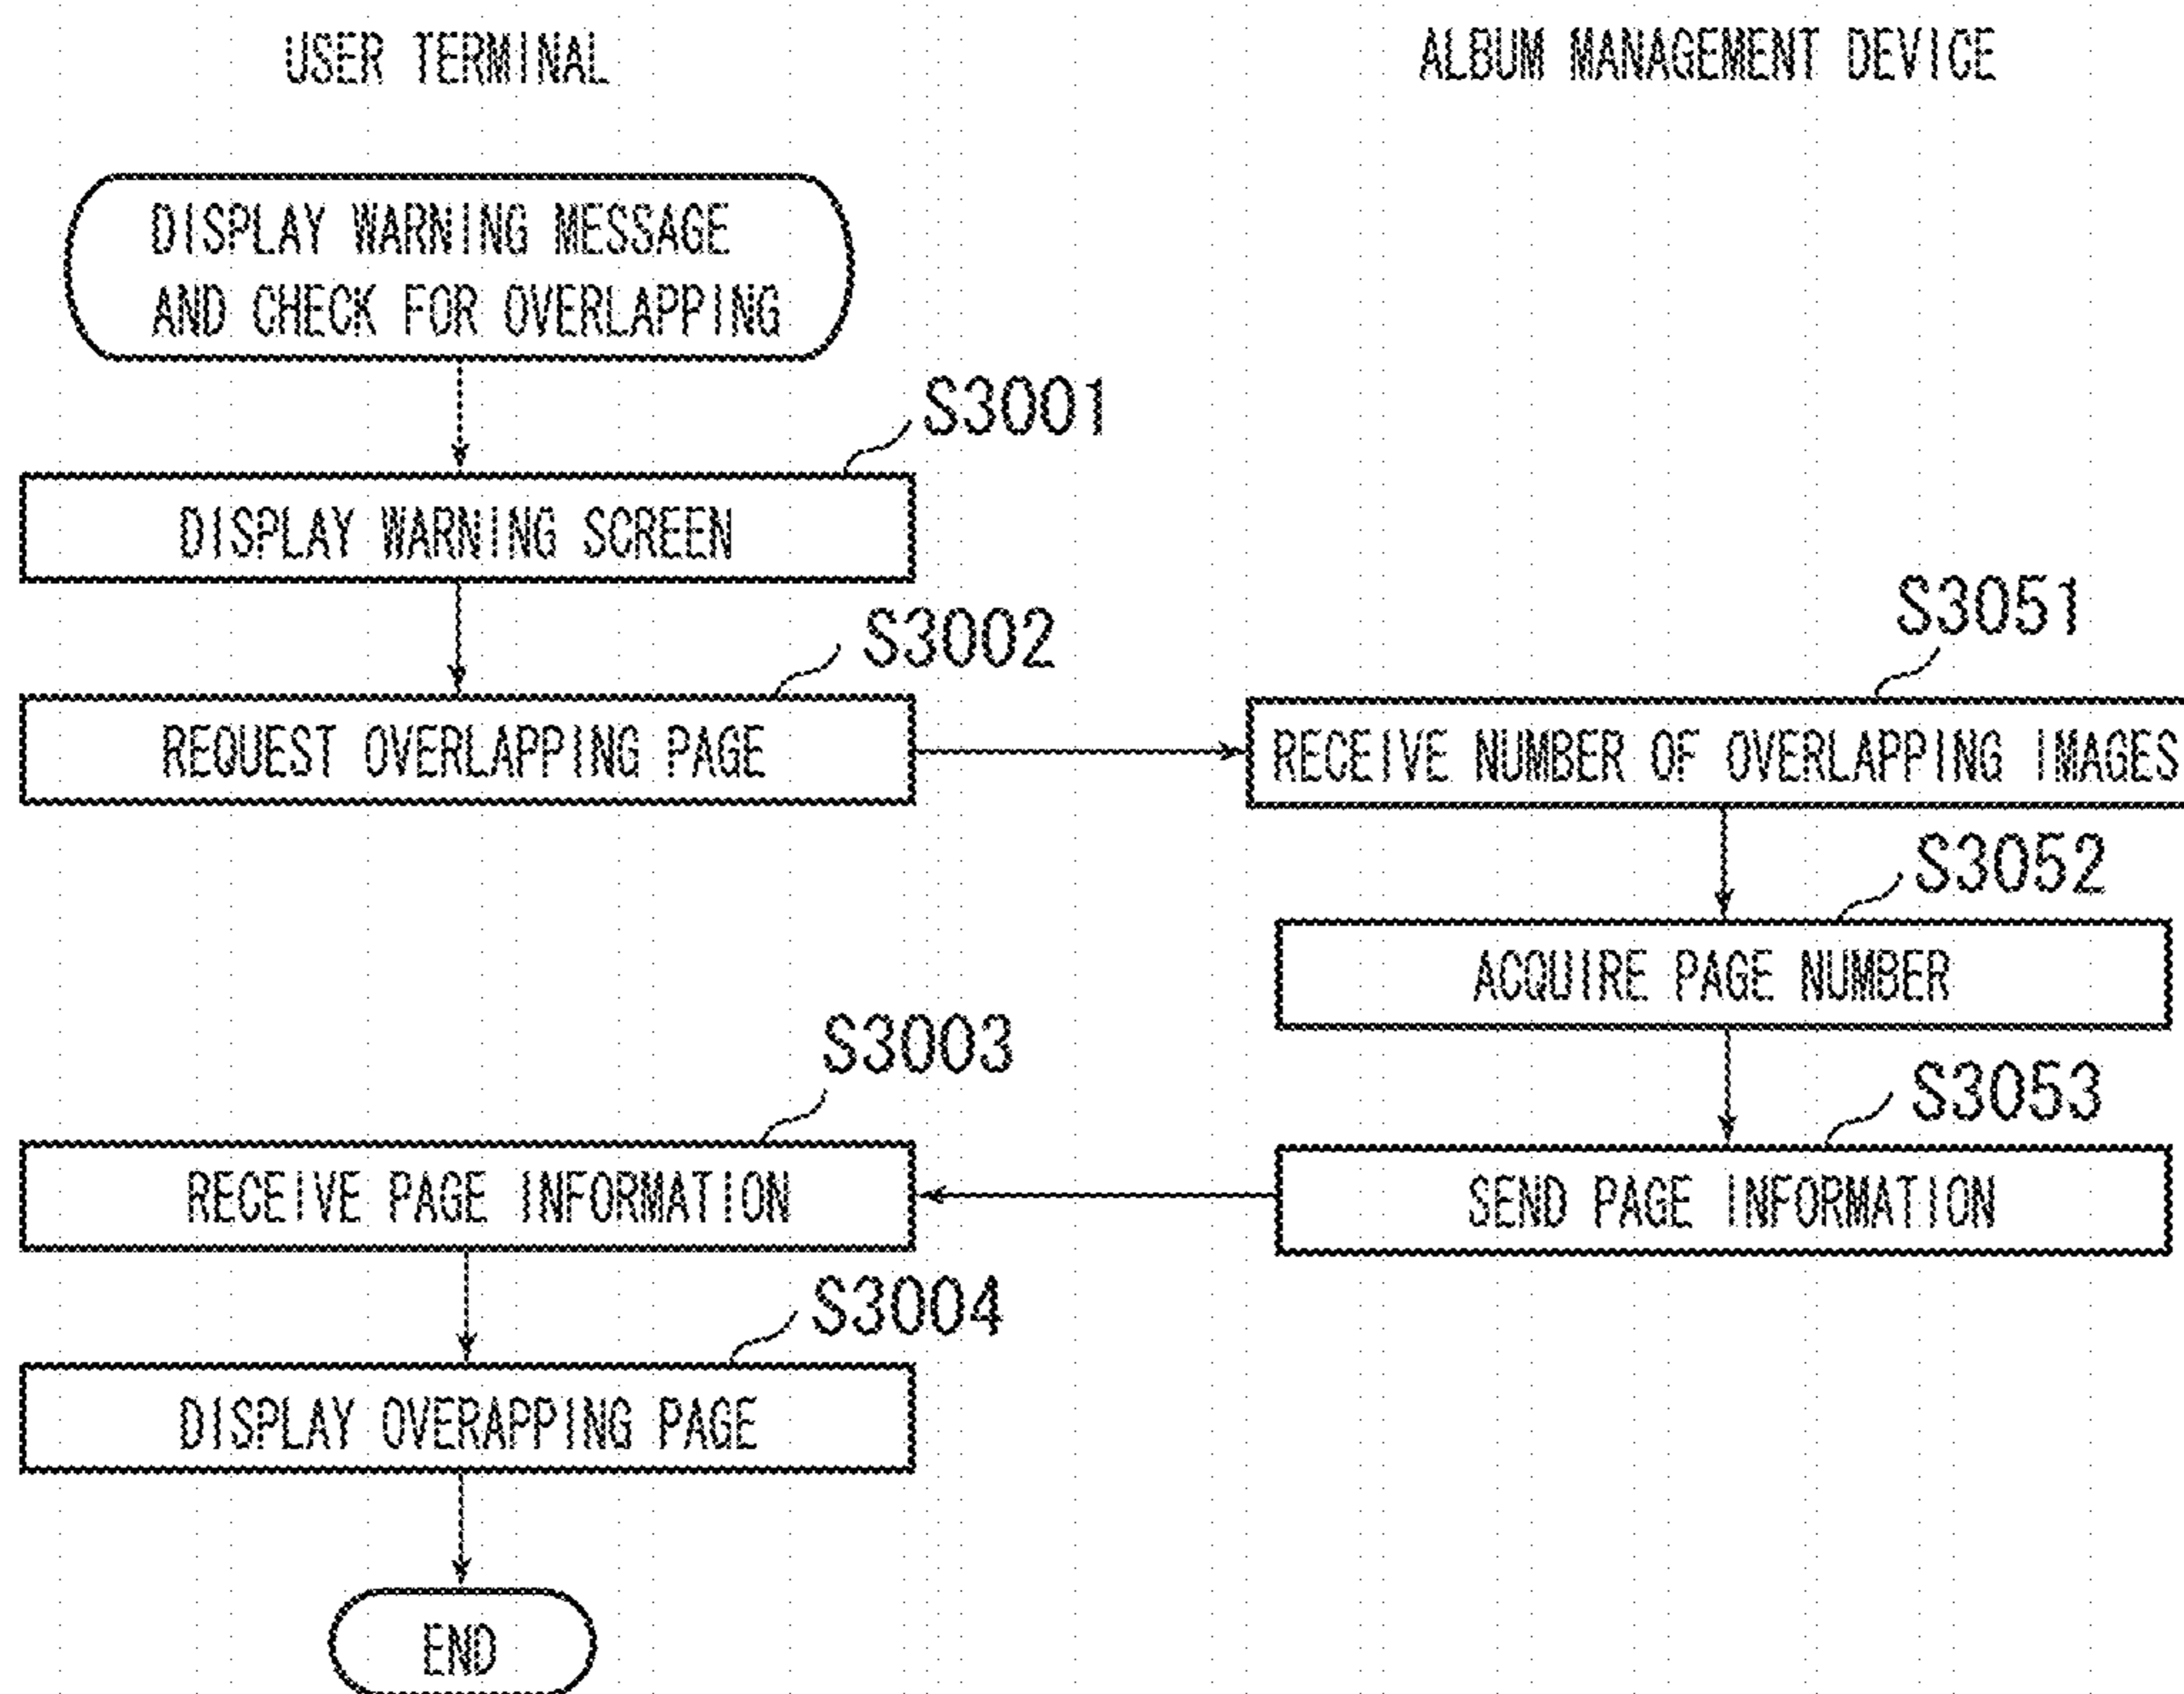 USER TERMINAL
ALBUM MANAGEMENT DEVICE
DISPLAY WARNING MESSAGE
AND CHECK FOR OVERLAPPING
S3001
DISPLAY WARNING SCREEN
S3002
REQUEST OVERLAPPING PAGE
S3051
RECEIVE NUMBER OF OVERLAPPING IMAGES
S3052
ACQUIRE PAGE NUMBER
S3053
SEND PAGE INFORMATION
S3003
RECEIVE PAGE INFORMATION
S3004
DISPLAY OVERAPPING PAGE
END